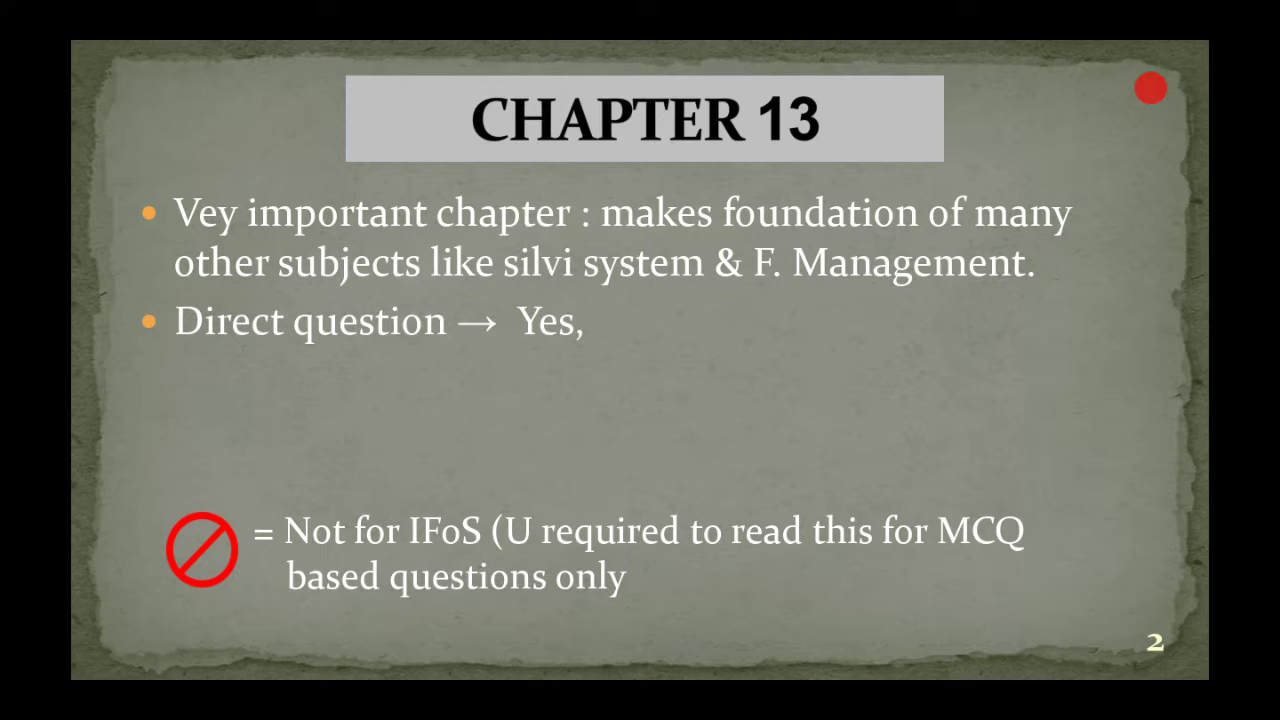 CHAPTER 13
• Vey important chapter : makes foundation of many
other subjects like silvi system & F. Management.
• Direct question → Yes,
= Not for IFoS (U required to read this for MCQ
based questions only
2